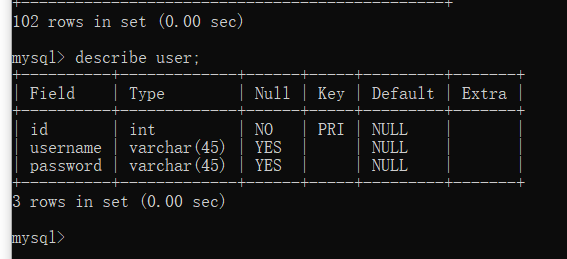 102 rows in set (0.00 sec)
mysql> describe user;
+----------+-------------+------+-----+---------+-------+
| Field    | Type        | Null | Key | Default | Extra |
+----------+-------------+------+-----+---------+-------+
| id       | int         | NO   | PRI | NULL    |       |
| username | varchar(45) | YES  |     | NULL    |       |
| password | varchar(45) | YES  |     | NULL    |       |
+----------+-------------+------+-----+---------+-------+
3 rows in set (0.00 sec)
mysql>